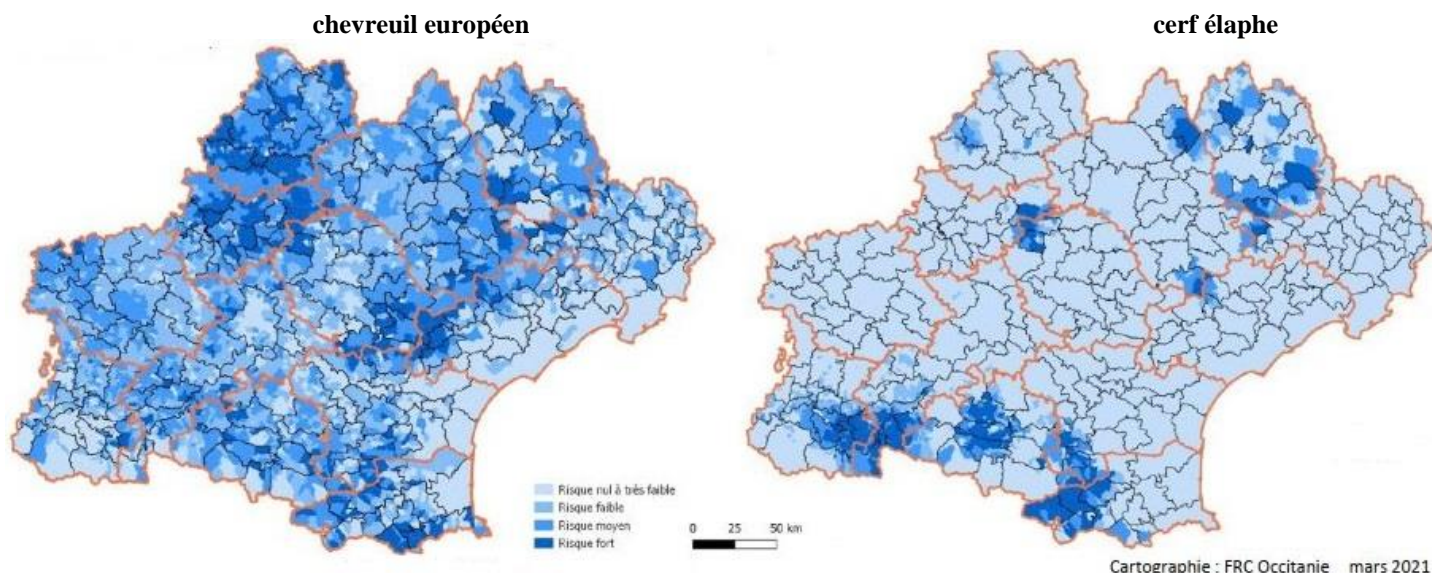 chevreuil européen
cerf élaphe
Risque nul à très faible
Risque faible
Risque moyen
Risque fort
0 25 50 km
Cartographie : FRC Occitanie mars 2021